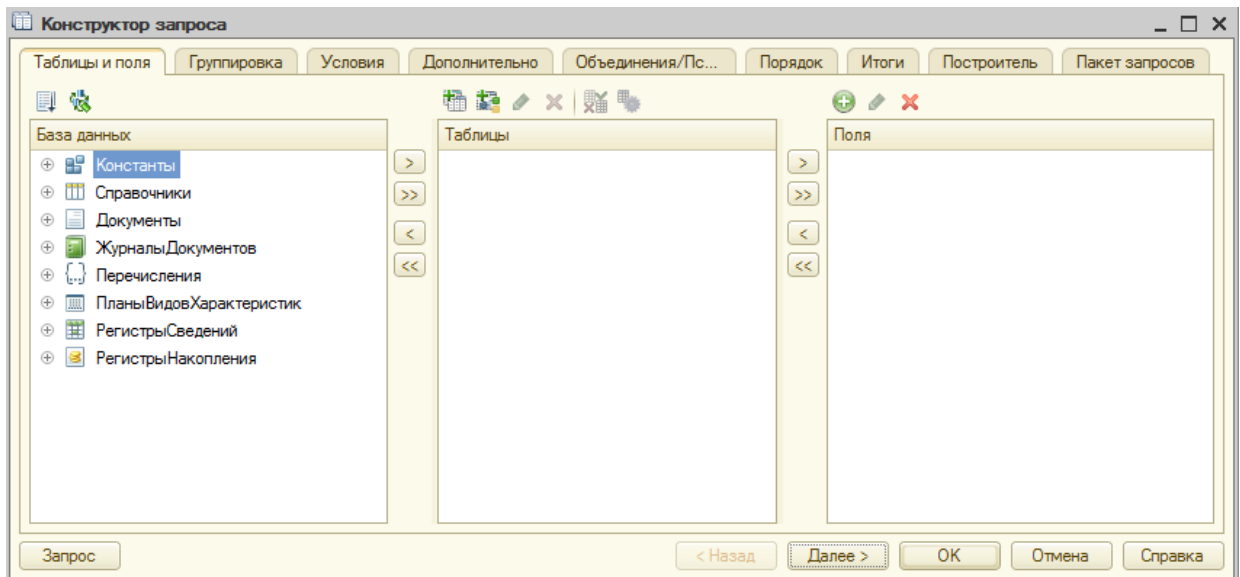 Конструктор запроса
Таблицы и поля Группировка Условия Дополнительно Объединения/Пс... Порядок Итоги Построитель Пакет запросов
База данных Таблицы Поля
Константы
Справочники
Документы
ЖурналыДокументов
Перечисления
ПланыВидовХарактеристик
РегистрыСведений
РегистрыНакопления
> >
>> >>
< <
<< <<
Запрос < Назад Далее > OK Отмена Справка